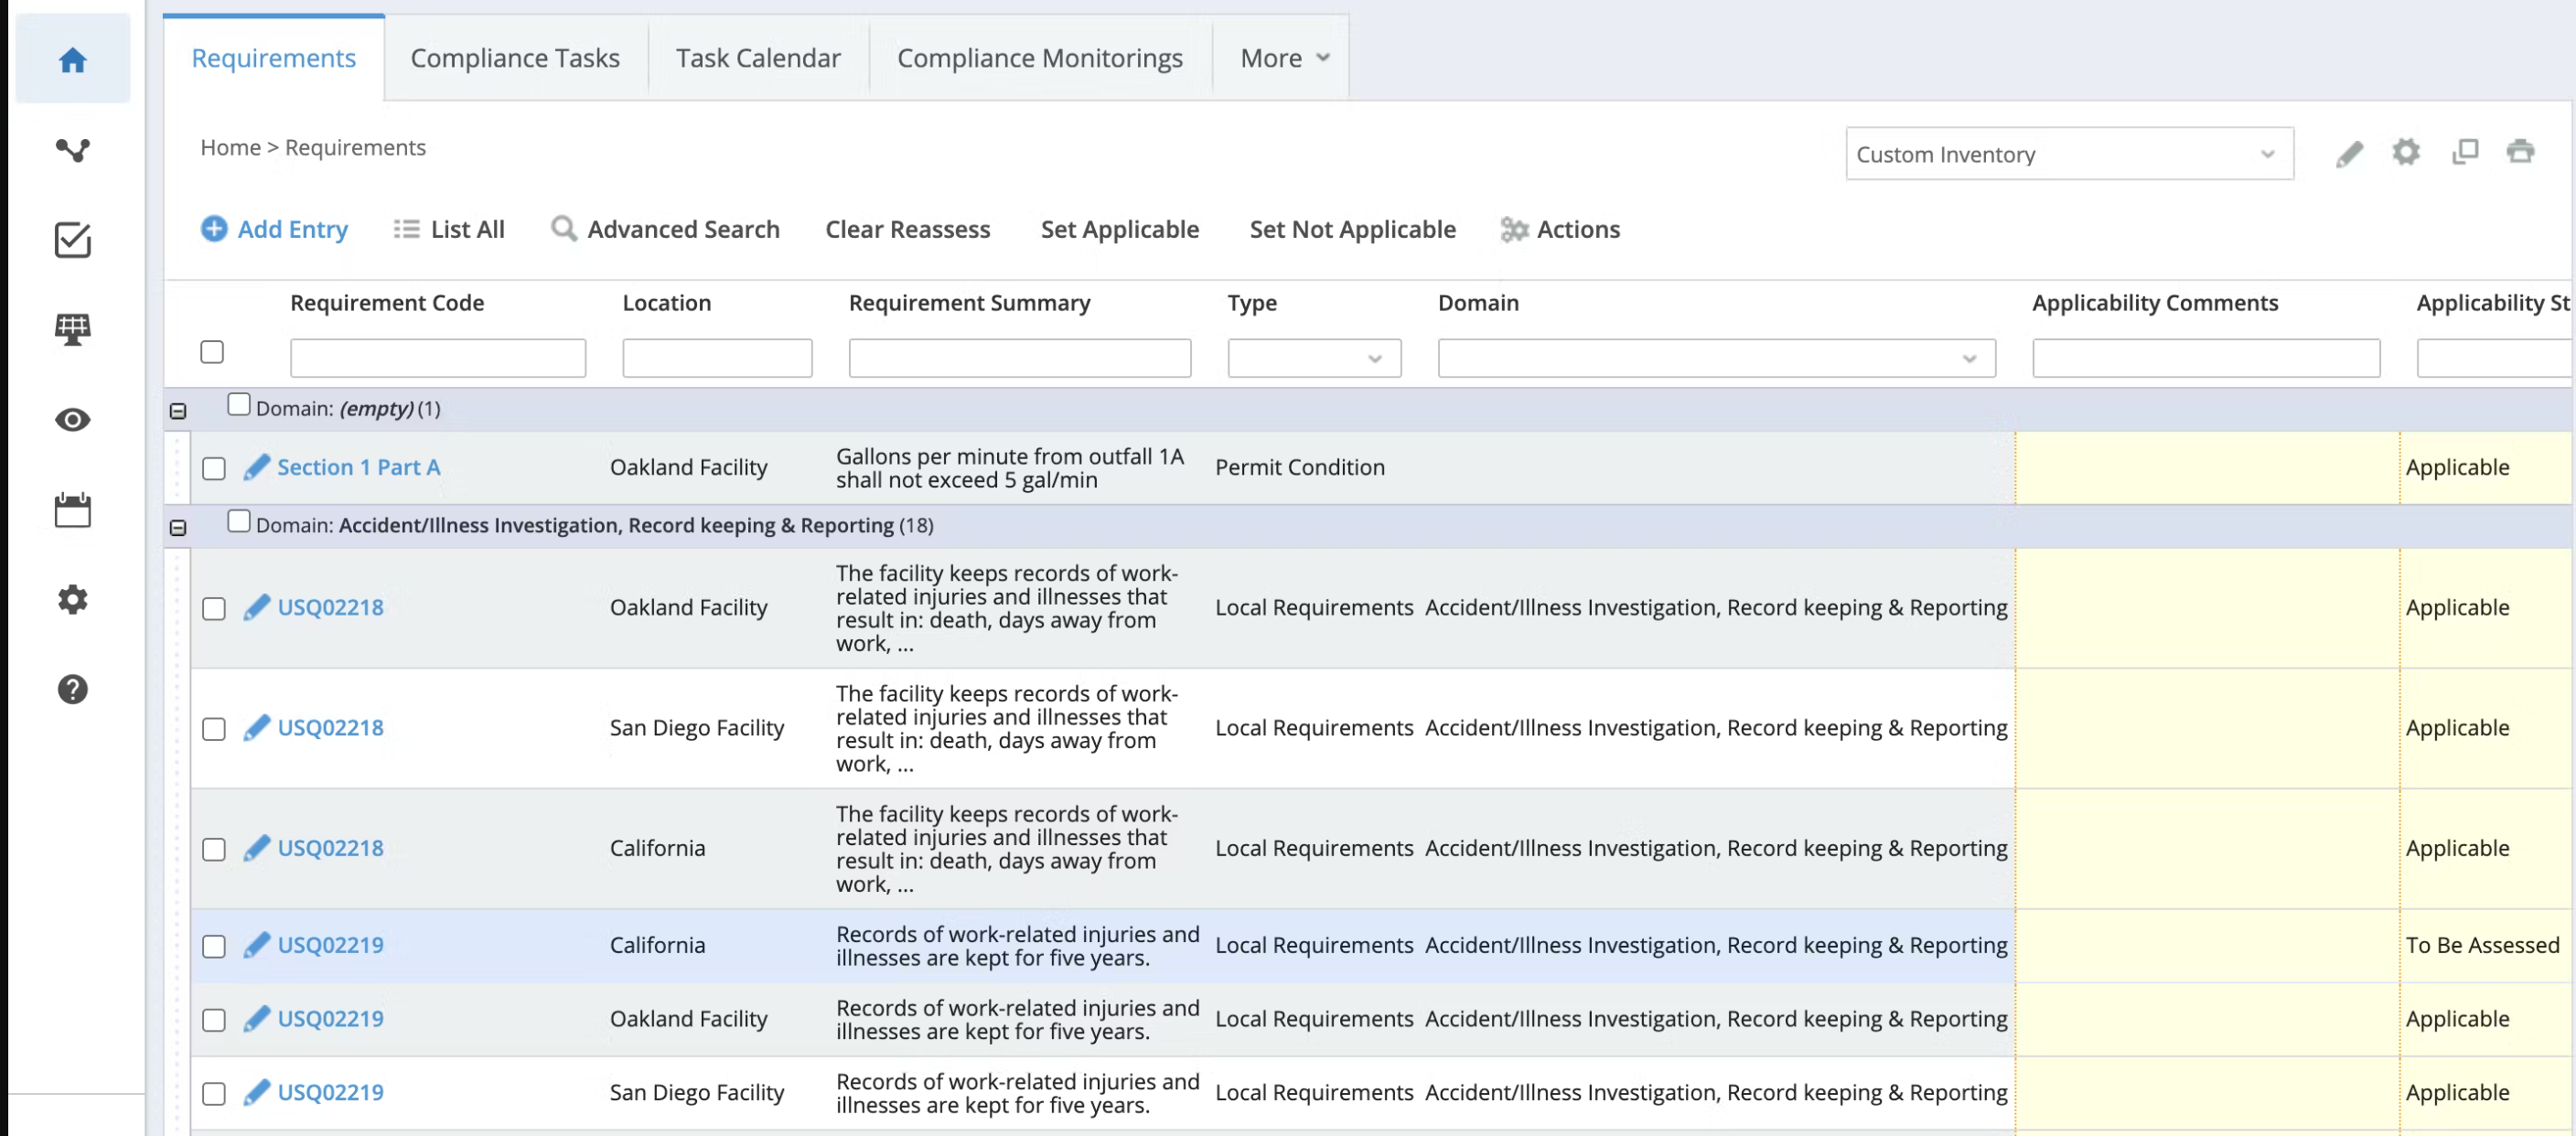 Requirements
Compliance Tasks
Task Calendar
Compliance Monitorings
More
Home > Requirements
Custom Inventory
Add Entry
List All
Advanced Search
Clear Reassess
Set Applicable
Set Not Applicable
Actions
Requirement Code
Location
Requirement Summary
Type
Domain
Applicability Comments
Applicability St
Domain: (empty) (1)
Section 1 Part A
Oakland Facility
Gallons per minute from outfall 1A
shall not exceed 5 gal/min
Permit Condition
Applicable
Domain: Accident/Illness Investigation, Record keeping & Reporting (18)
USQ02218
Oakland Facility
The facility keeps records of work-
related injuries and illnesses that
result in: death, days away from
work, ...
Local Requirements
Accident/Illness Investigation, Record keeping & Reporting
Applicable
USQ02218
San Diego Facility
The facility keeps records of work-
related injuries and illnesses that
result in: death, days away from
work, ...
Local Requirements
Accident/Illness Investigation, Record keeping & Reporting
Applicable
USQ02218
California
The facility keeps records of work-
related injuries and illnesses that
result in: death, days away from
work, ...
Local Requirements
Accident/Illness Investigation, Record keeping & Reporting
Applicable
USQ02219
California
Records of work-related injuries and
illnesses are kept for five years.
Local Requirements
Accident/Illness Investigation, Record keeping & Reporting
To Be Assessed
USQ02219
Oakland Facility
Records of work-related injuries and
illnesses are kept for five years.
Local Requirements
Accident/Illness Investigation, Record keeping & Reporting
Applicable
USQ02219
San Diego Facility
Records of work-related injuries and
illnesses are kept for five years.
Local Requirements
Accident/Illness Investigation, Record keeping & Reporting
Applicable